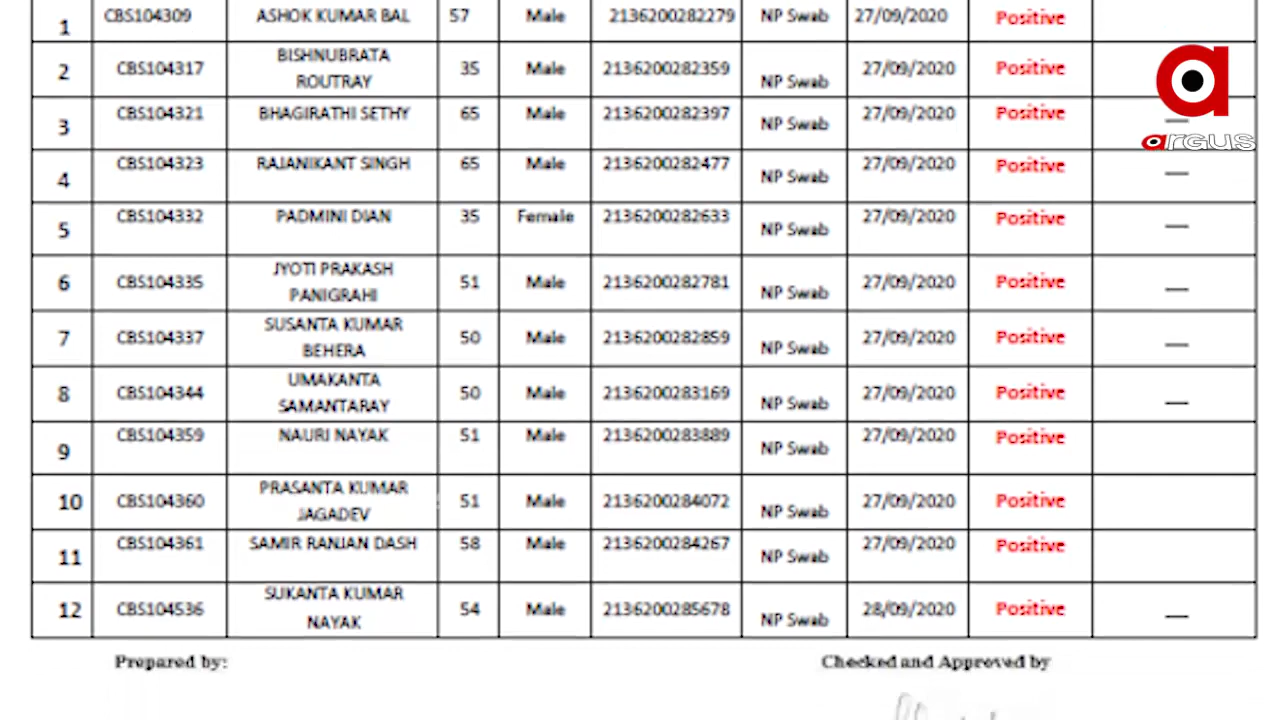 1 CBS104309 ASHOK KUMAR BAL 57 Male 2136200282279 NP Swab 27/09/2020 Positive
2 CBS104317 BISHNUBRATA ROUTRAY 35 Male 2136200282359 NP Swab 27/09/2020 Positive
3 CBS104321 BHAGIRATHI SETHY 65 Male 2136200282397 NP Swab 27/09/2020 Positive —
argus
4 CBS104323 RAJANIKANT SINGH 65 Male 2136200282477 NP Swab 27/09/2020 Positive —
5 CBS104332 PADMINI DIAN 35 Female 2136200282633 NP Swab 27/09/2020 Positive —
6 CBS104335 JYOTI PRAKASH PANIGRAHI 51 Male 2136200282781 NP Swab 27/09/2020 Positive —
7 CBS104337 SUSANTA KUMAR BEHERA 50 Male 2136200282859 NP Swab 27/09/2020 Positive —
8 CBS104344 UMAKANTA SAMANTARAY 50 Male 2136200283169 NP Swab 27/09/2020 Positive —
9 CBS104359 NAURI NAYAK 51 Male 2136200283889 NP Swab 27/09/2020 Positive
10 CBS104360 PRASANTA KUMAR JAGADEV 51 Male 2136200284072 NP Swab 27/09/2020 Positive
11 CBS104361 SAMIR RANJAN DASH 58 Male 2136200284267 NP Swab 27/09/2020 Positive
12 CBS104536 SUKANTA KUMAR NAYAK 54 Male 2136200285678 NP Swab 28/09/2020 Positive —
Prepared by: Checked and Approved by